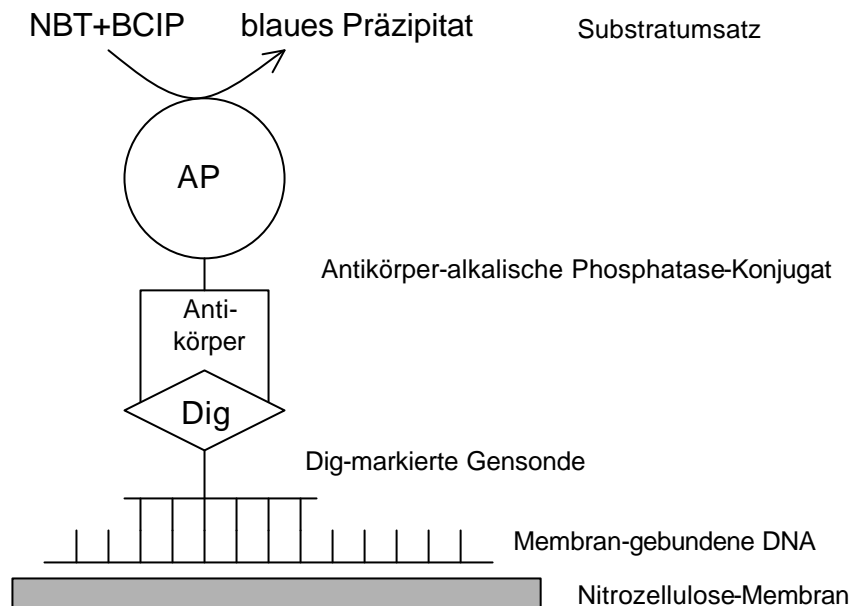 NBT+BCIP blaues Präzipitat Substratumsatz
AP
Antikörper-alkalische Phosphatase-Konjugat
Anti-
körper
Dig
Dig-markierte Gensonde
Membran-gebundene DNA
Nitrozellulose-Membran